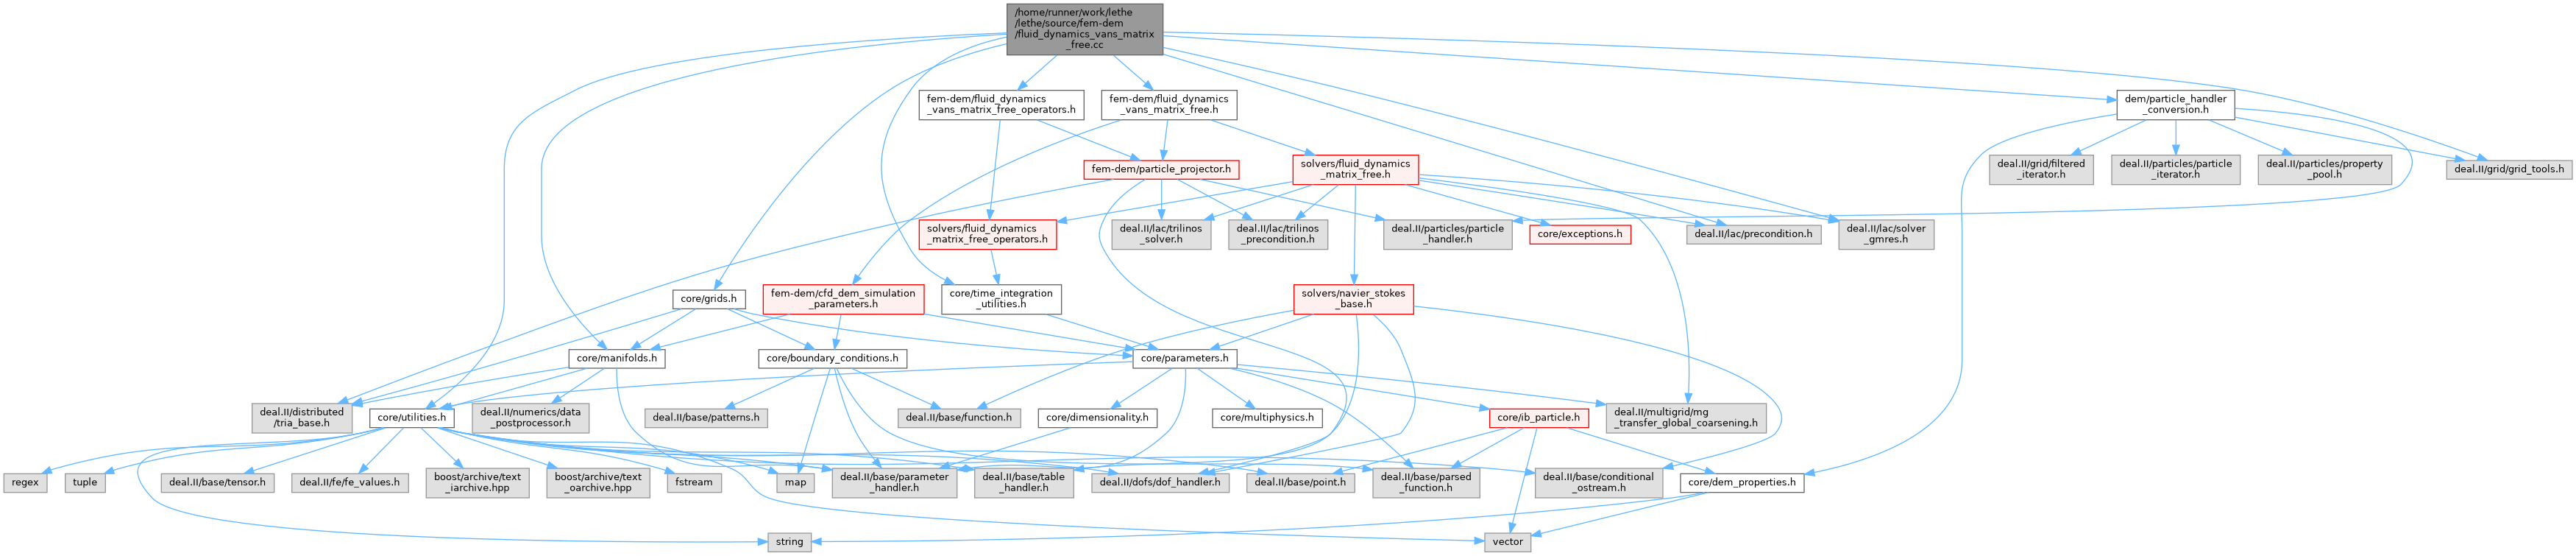 /home/runner/work/lethe
/lethe/source/fem-dem
/fluid_dynamics_vans_matrix
_free.cc
fem-dem/fluid_dynamics
_vans_matrix_free_operators.h
fem-dem/fluid_dynamics
_vans_matrix_free.h
dem/particle_handler
_conversion.h
fem-dem/particle_projector.h
solvers/fluid_dynamics
_matrix_free.h
deal.II/grid/filtered
_iterator.h
deal.II/particles/particle
_iterator.h
deal.II/particles/property
_pool.h
deal.II/grid/grid_tools.h
solvers/fluid_dynamics
_matrix_free_operators.h
deal.II/lac/trilinos
_solver.h
deal.II/lac/trilinos
_precondition.h
deal.II/particles/particle
_handler.h
core/exceptions.h
deal.II/lac/precondition.h
deal.II/lac/solver
_gmres.h
core/grids.h
fem-dem/cfd_dem_simulation
_parameters.h
core/time_integration
_utilities.h
solvers/navier_stokes
_base.h
core/manifolds.h
core/boundary_conditions.h
core/parameters.h
deal.II/distributed
/tria_base.h
core/utilities.h
deal.II/numerics/data
_postprocessor.h
deal.II/base/patterns.h
deal.II/base/function.h
core/dimensionality.h
core/multiphysics.h
core/ib_particle.h
deal.II/multigrid/mg
_transfer_global_coarsening.h
regex
tuple
deal.II/base/tensor.h
deal.II/fe/fe_values.h
boost/archive/text
_iarchive.hpp
boost/archive/text
_oarchive.hpp
fstream
map
deal.II/base/parameter
_handler.h
deal.II/base/table
_handler.h
deal.II/dofs/dof_handler.h
deal.II/base/point.h
deal.II/base/parsed
_function.h
deal.II/base/conditional
_ostream.h
core/dem_properties.h
string
vector